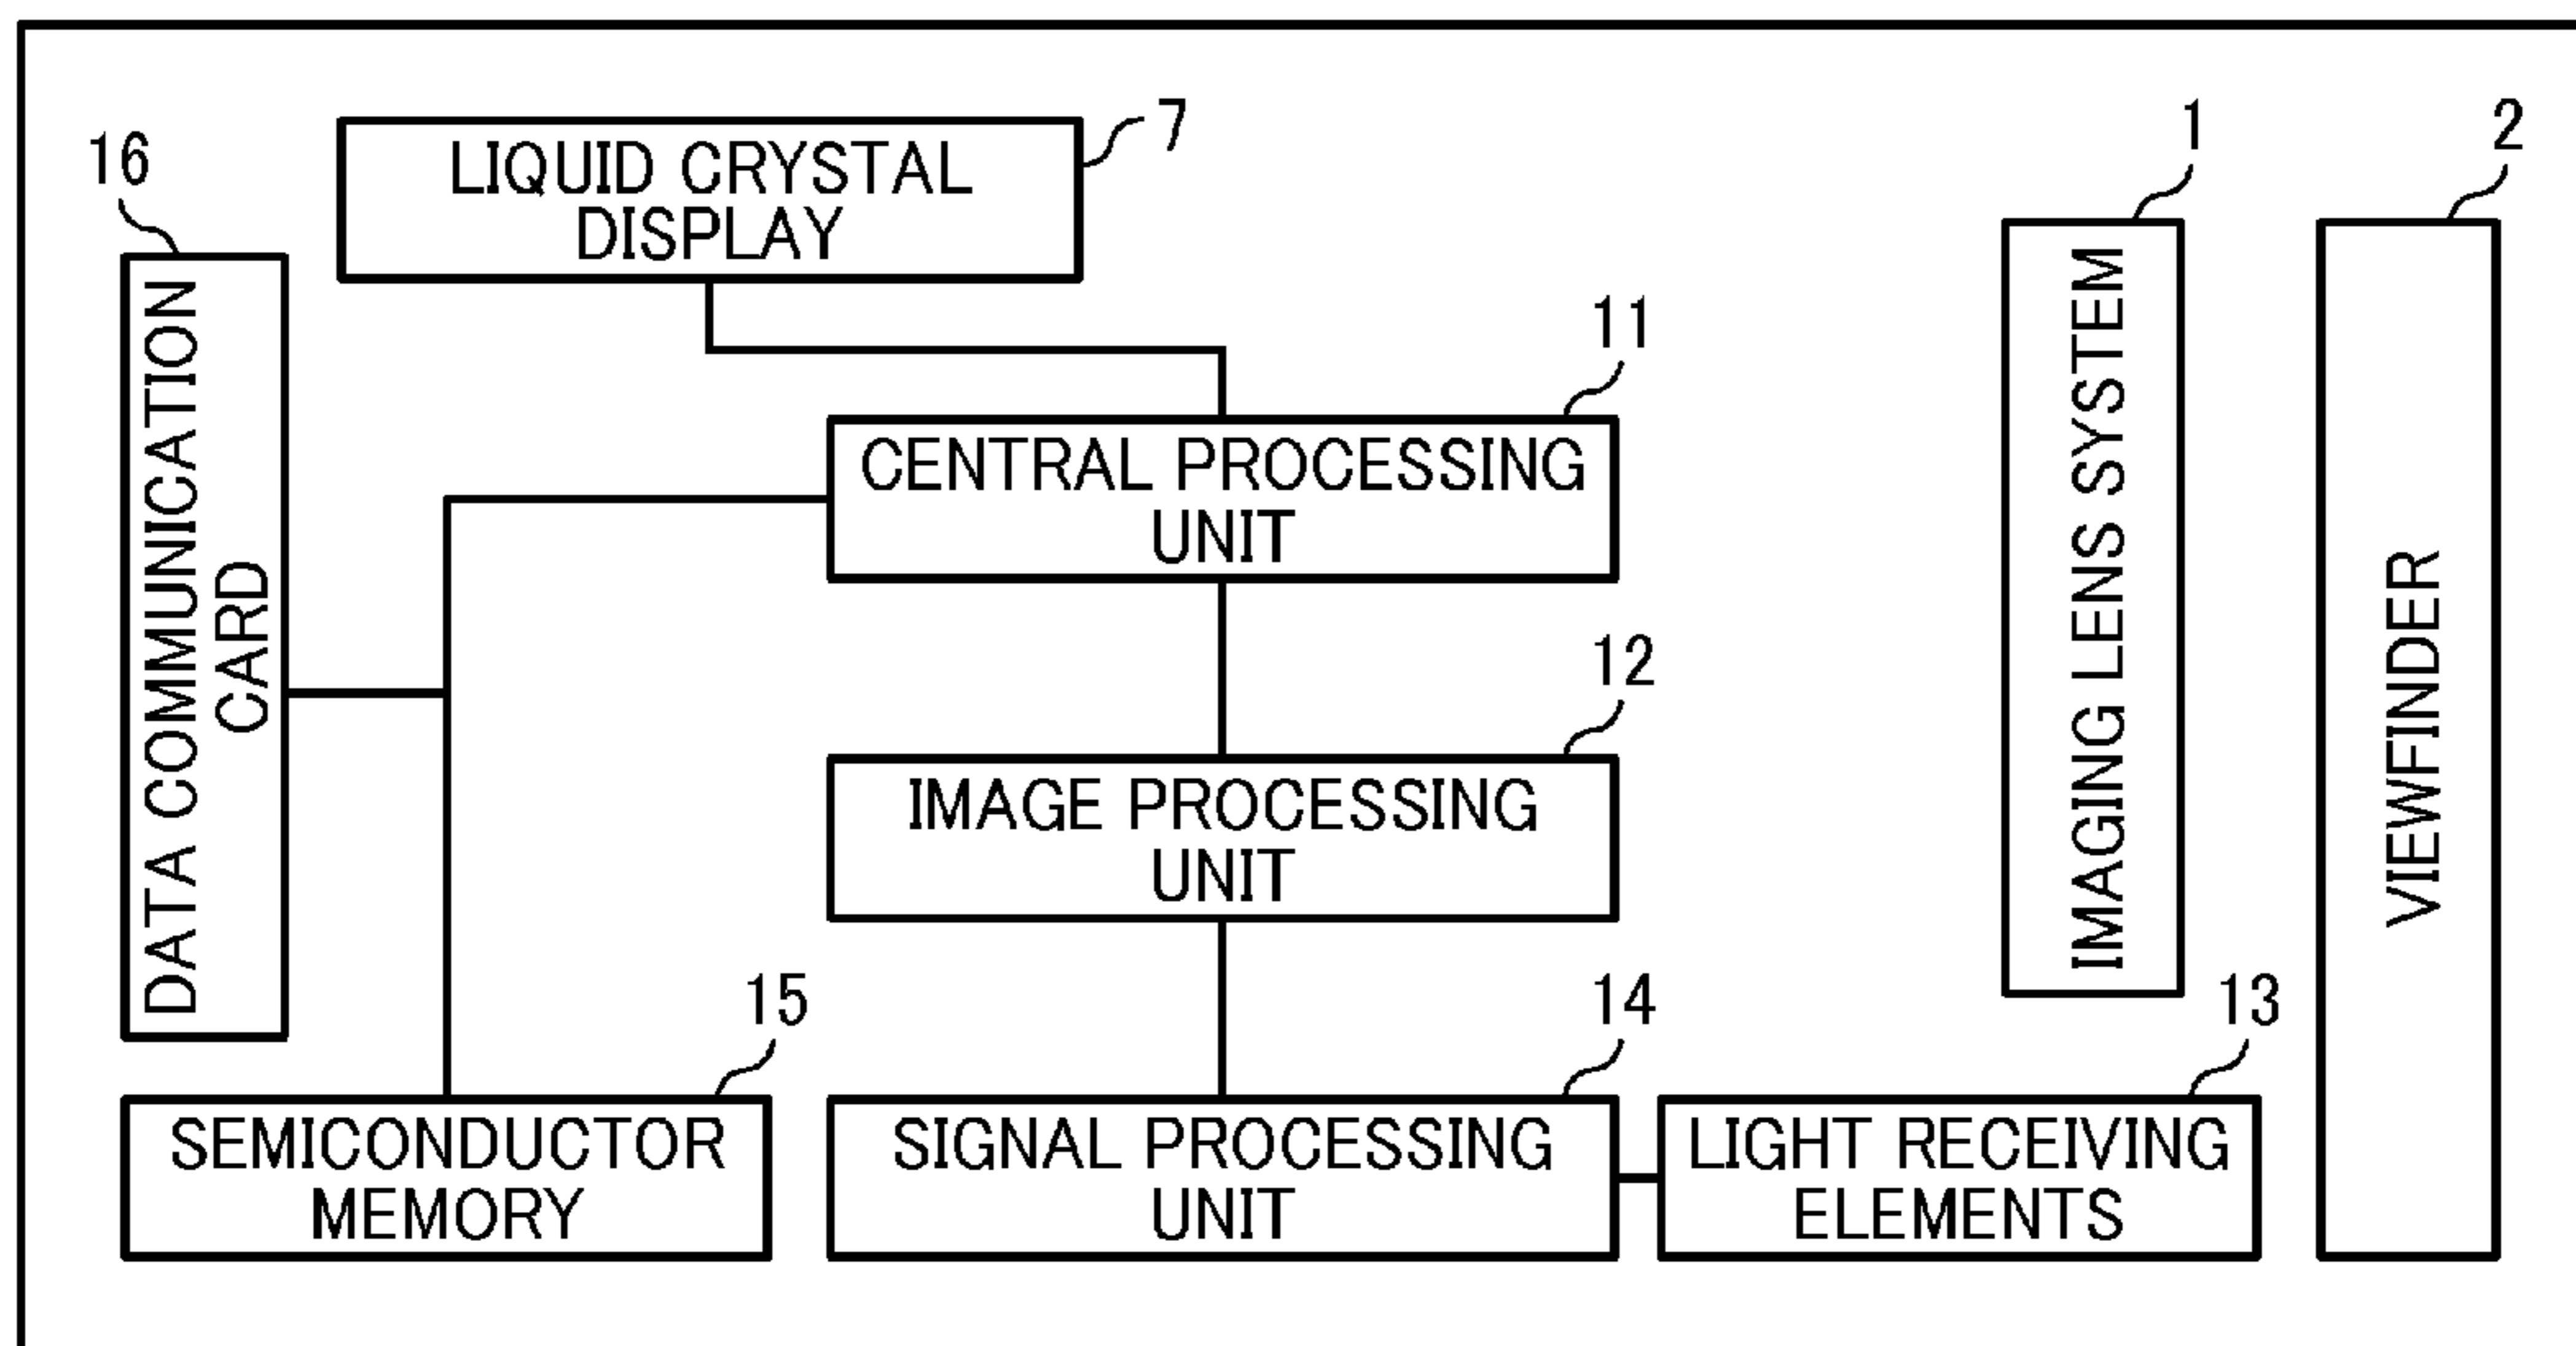 16
DATA COMMUNICATION
CARD
7
LIQUID CRYSTAL
DISPLAY
1
IMAGING LENS SYSTEM
2
VIEWFINDER
11
CENTRAL PROCESSING
UNIT
12
IMAGE PROCESSING
UNIT
15
SEMICONDUCTOR
MEMORY
14
SIGNAL PROCESSING
UNIT
13
LIGHT RECEIVING
ELEMENTS